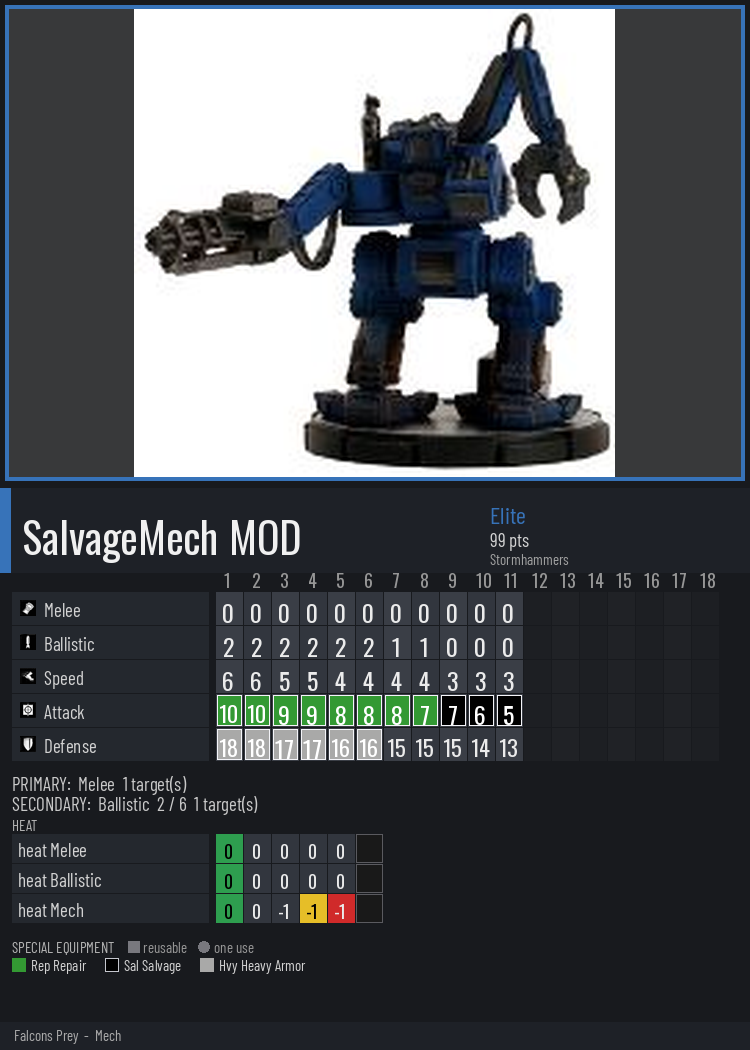 SalvageMech MOD
Elite
99 pts
Stormhammers
1 2 3 4 5 6 7 8 9 10 11 12 13 14 15 16 17 18
Melee 0 0 0 0 0 0 0 0 0 0 0
Ballistic 2 2 2 2 2 2 1 1 0 0 0
Speed 6 6 5 5 4 4 4 4 3 3 3
Attack 10 10 9 9 8 8 8 7 7 6 5
Defense 18 18 17 17 16 16 15 15 15 14 13
PRIMARY: Melee 1 target(s)
SECONDARY: Ballistic 2 / 6 1 target(s)
HEAT
heat Melee 0 0 0 0 0
heat Ballistic 0 0 0 0 0
heat Mech 0 0 -1 -1 -1
SPECIAL EQUIPMENT reusable one use
Rep Repair Sal Salvage Hvy Heavy Armor
Falcons Prey - Mech